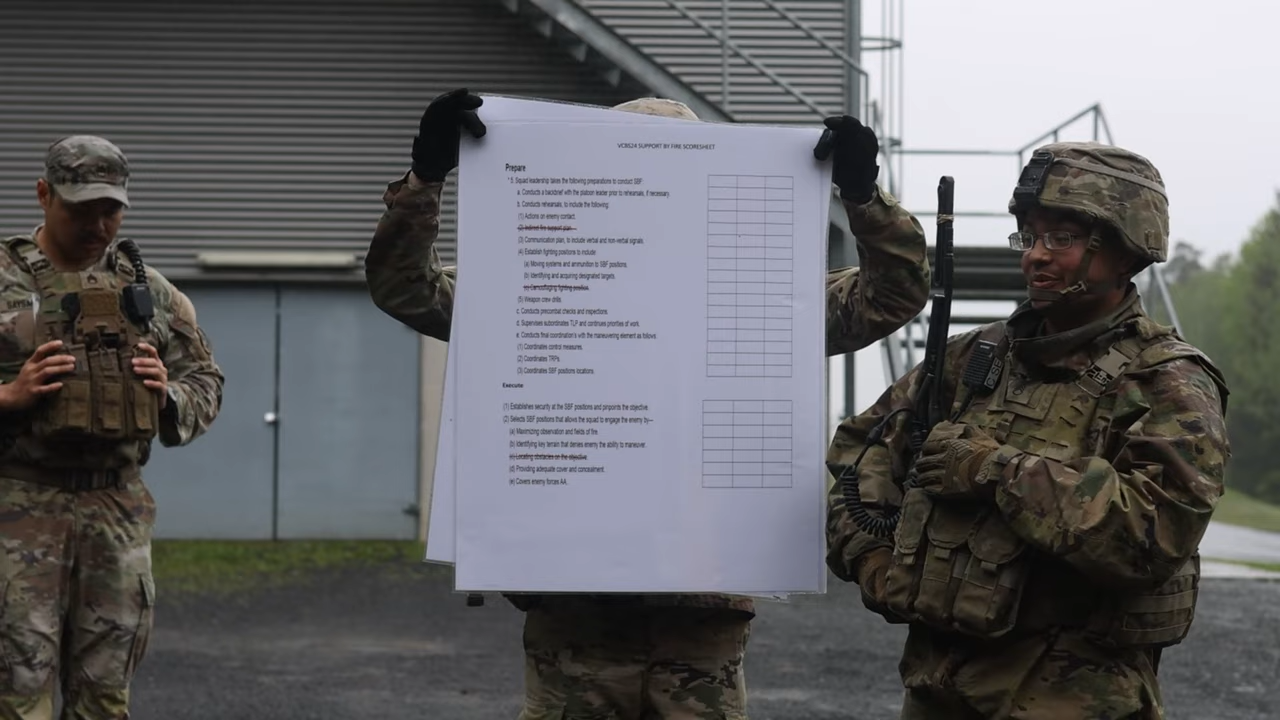 VCBG24 SUPPORT BY FIRE SCORESHEET
Prepare
* 5. Squad leadership takes the following preparations to conduct SBF:
a. Conducts a backbrief with the platoon leader prior to rehearsals, if necessary.
b. Conducts rehearsals, to include the following:
(1) Actions on enemy contact.
(2) Indirect fire support plan.
(3) Communication plan, to include verbal and non-verbal signals.
(4) Establish fighting positions to include:
(a) Moving systems and ammunition to SBF positions.
(b) Identifying and acquiring designated targets.
(c) Camouflaging fighting position.
(5) Weapon crew drills.
c. Conducts precombat checks and inspections.
d. Supervises subordinates TLP and continues priorities of work.
e. Conducts final coordination's with the maneuvering element as follows:
(1) Coordinates control measures.
(2) Coordinates TRPs.
(3) Coordinates SBF positions locations.
Execute
(1) Establishes security at the SBF positions and pinpoints the objective.
(2) Selects SBF positions that allows the squad to engage the enemy by—
(a) Maximizing observation and fields of fire.
(b) Identifying key terrain that denies enemy the ability to maneuver.
(c) Locating obstacles on the objective.
(d) Providing adequate cover and concealment.
(e) Covers enemy forces AA.